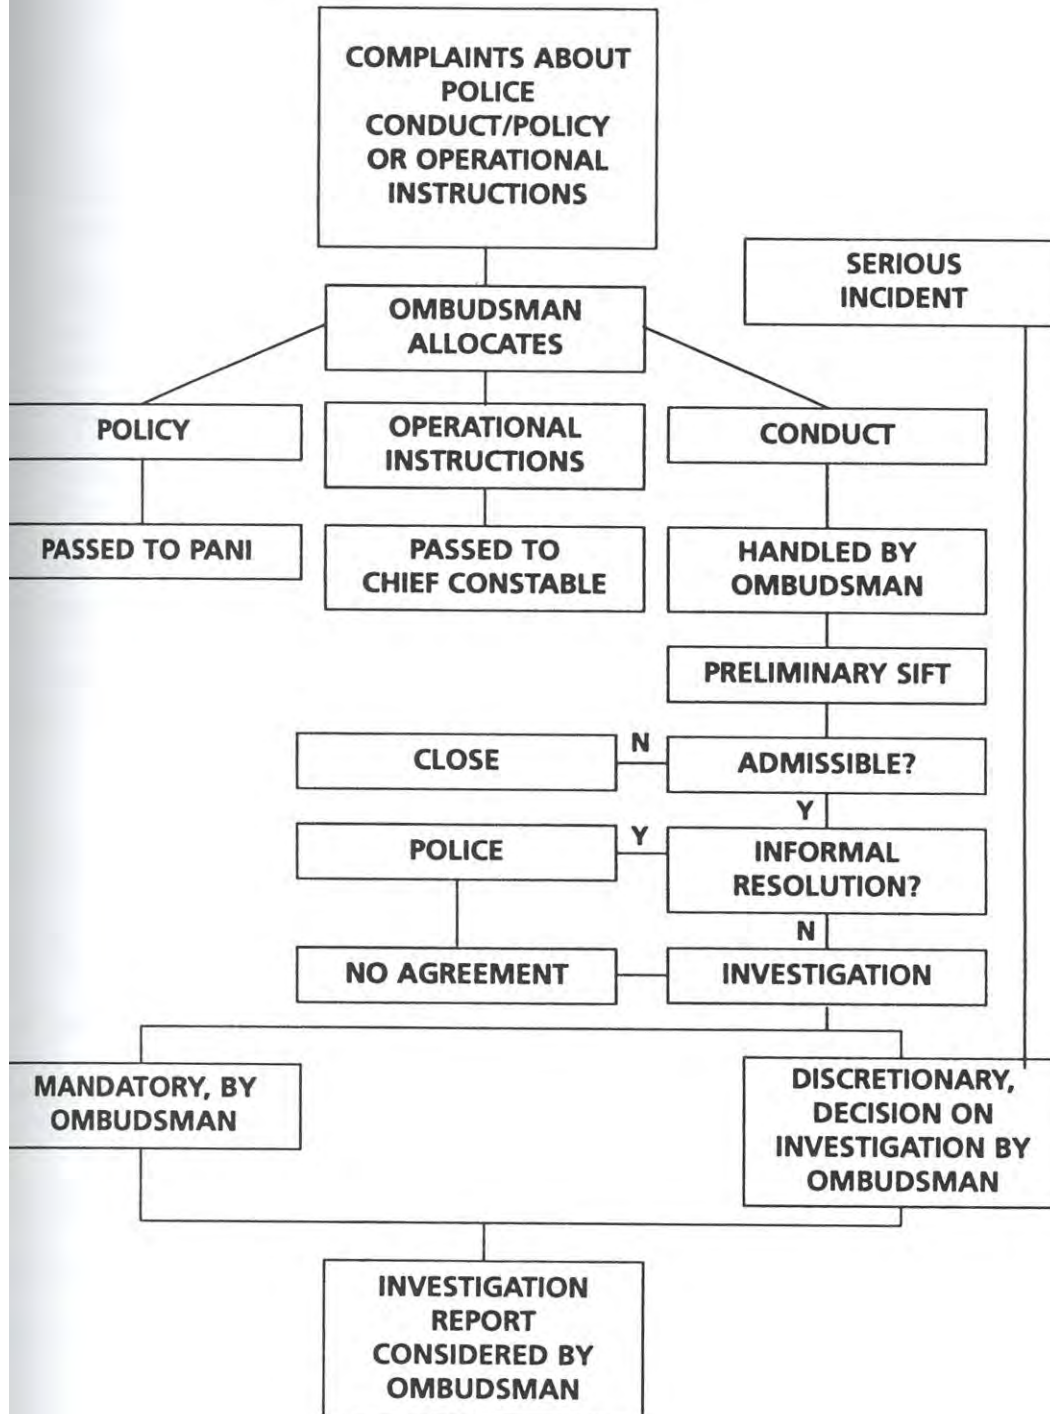 COMPLAINTS ABOUT
POLICE
CONDUCT/POLICY
OR OPERATIONAL
INSTRUCTIONS
SERIOUS
INCIDENT
OMBUDSMAN
ALLOCATES
POLICY
OPERATIONAL
INSTRUCTIONS
CONDUCT
PASSED TO PANI
PASSED TO
CHIEF CONSTABLE
HANDLED BY
OMBUDSMAN
PRELIMINARY SIFT
CLOSE
N
ADMISSIBLE?
Y
POLICE
Y
INFORMAL
RESOLUTION?
N
NO AGREEMENT
INVESTIGATION
MANDATORY, BY
OMBUDSMAN
DISCRETIONARY,
DECISION ON
INVESTIGATION BY
OMBUDSMAN
INVESTIGATION
REPORT
CONSIDERED BY
OMBUDSMAN